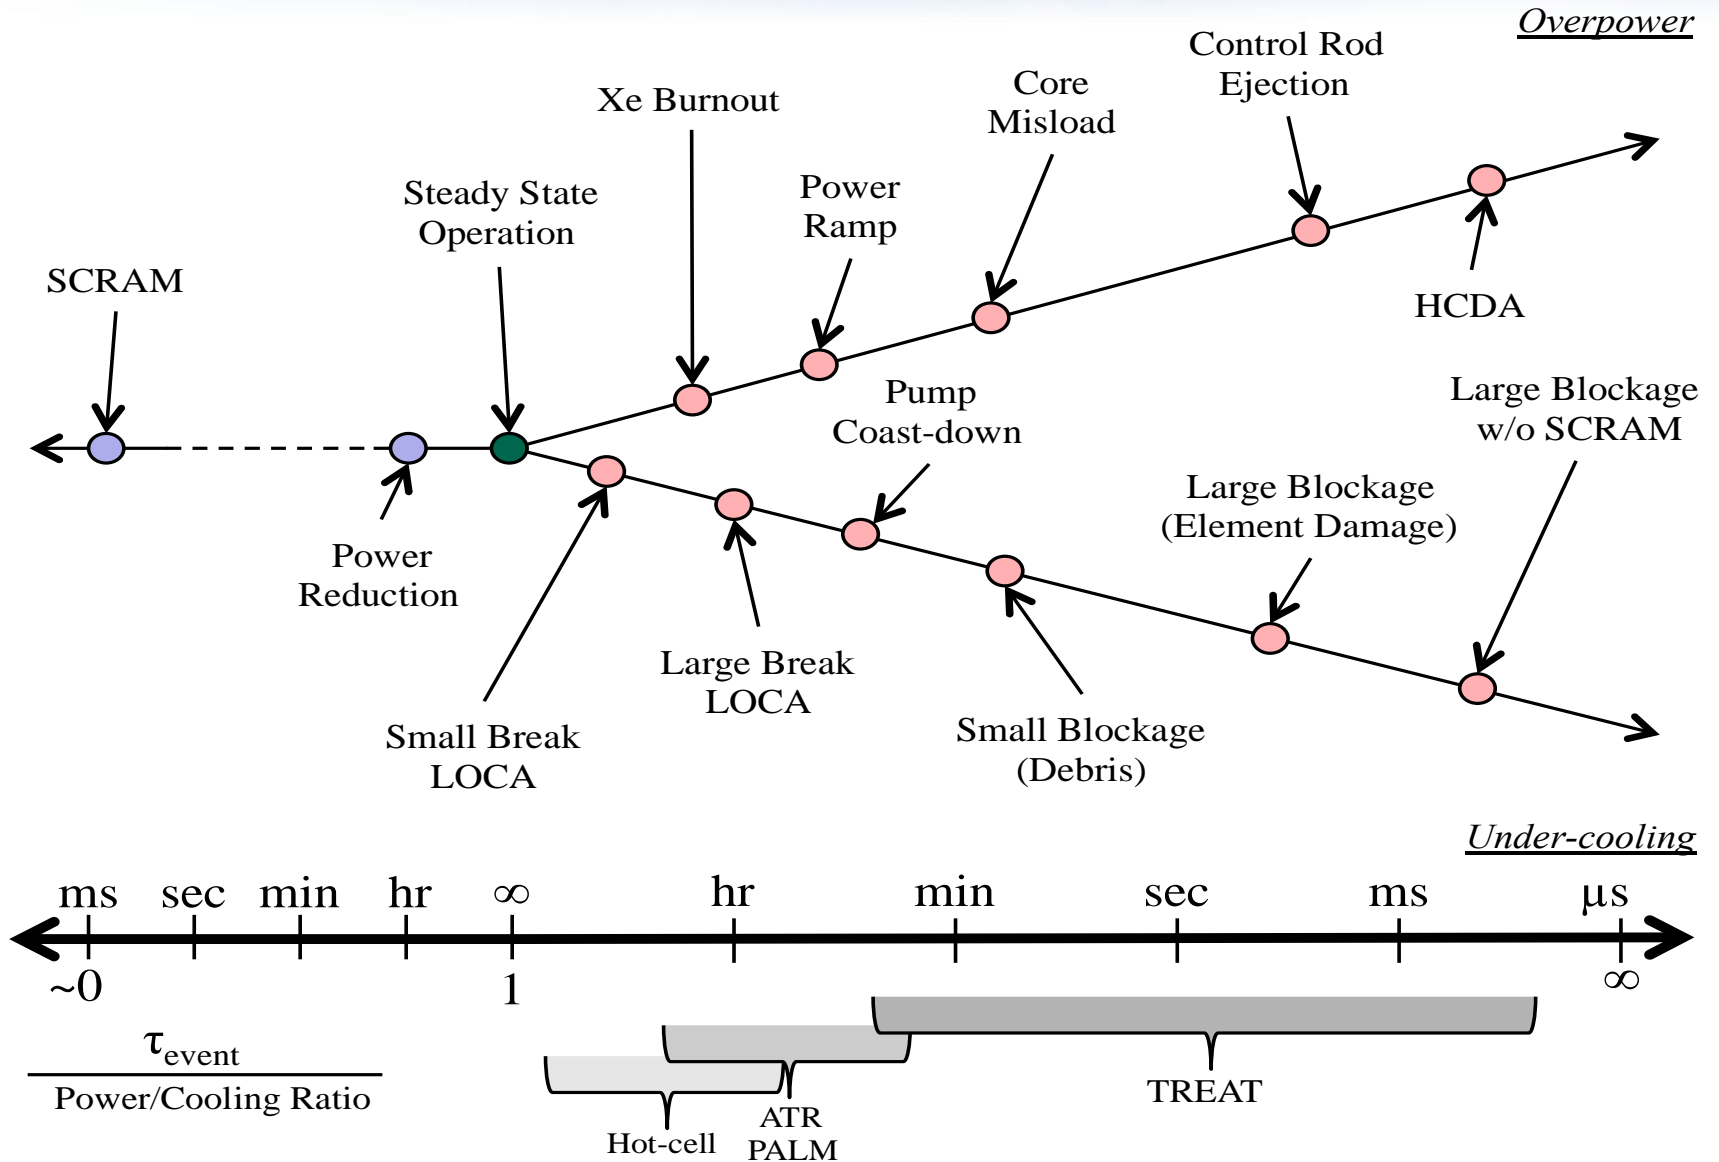 Overpower
Control Rod
Ejection
Core
Misload
Xe Burnout
Power
Ramp
Steady State
Operation
SCRAM
HCDA
Pump
Coast-down
Large Blockage
w/o SCRAM
Large Blockage
(Element Damage)
Power
Reduction
Large Break
LOCA
Small Break
LOCA
Small Blockage
(Debris)
Under-cooling
ms sec min hr ∞ hr min sec ms μs
~0 1 ∞
τevent
Power/Cooling Ratio
TREAT
ATR
PALM
Hot-cell